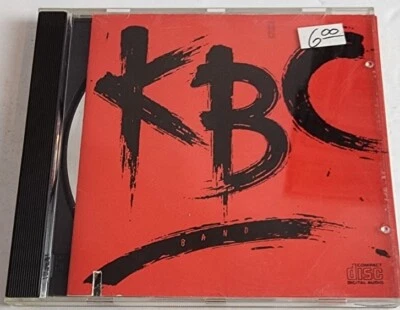 6.00
KBC
BAND
COMPACT
disc
DIGITAL AUDIO